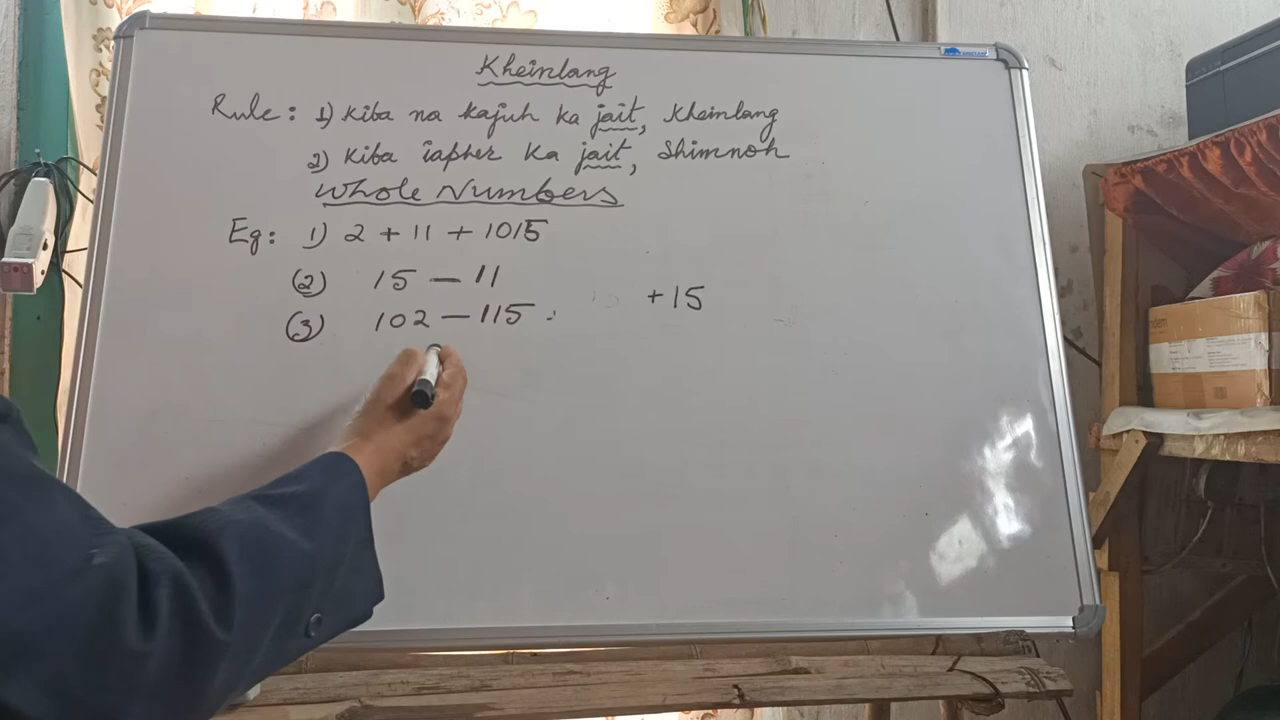 Kheinlang
Rule: 1) Kiba na kajuh ka jait, Kheinlang
2) Kiba iapher ka jait, Shimnoh
Whole Numbers
Eg: 1) 2 + 11 + 1015
(2) 15 — 11
(3) 102 — 115 :
+15